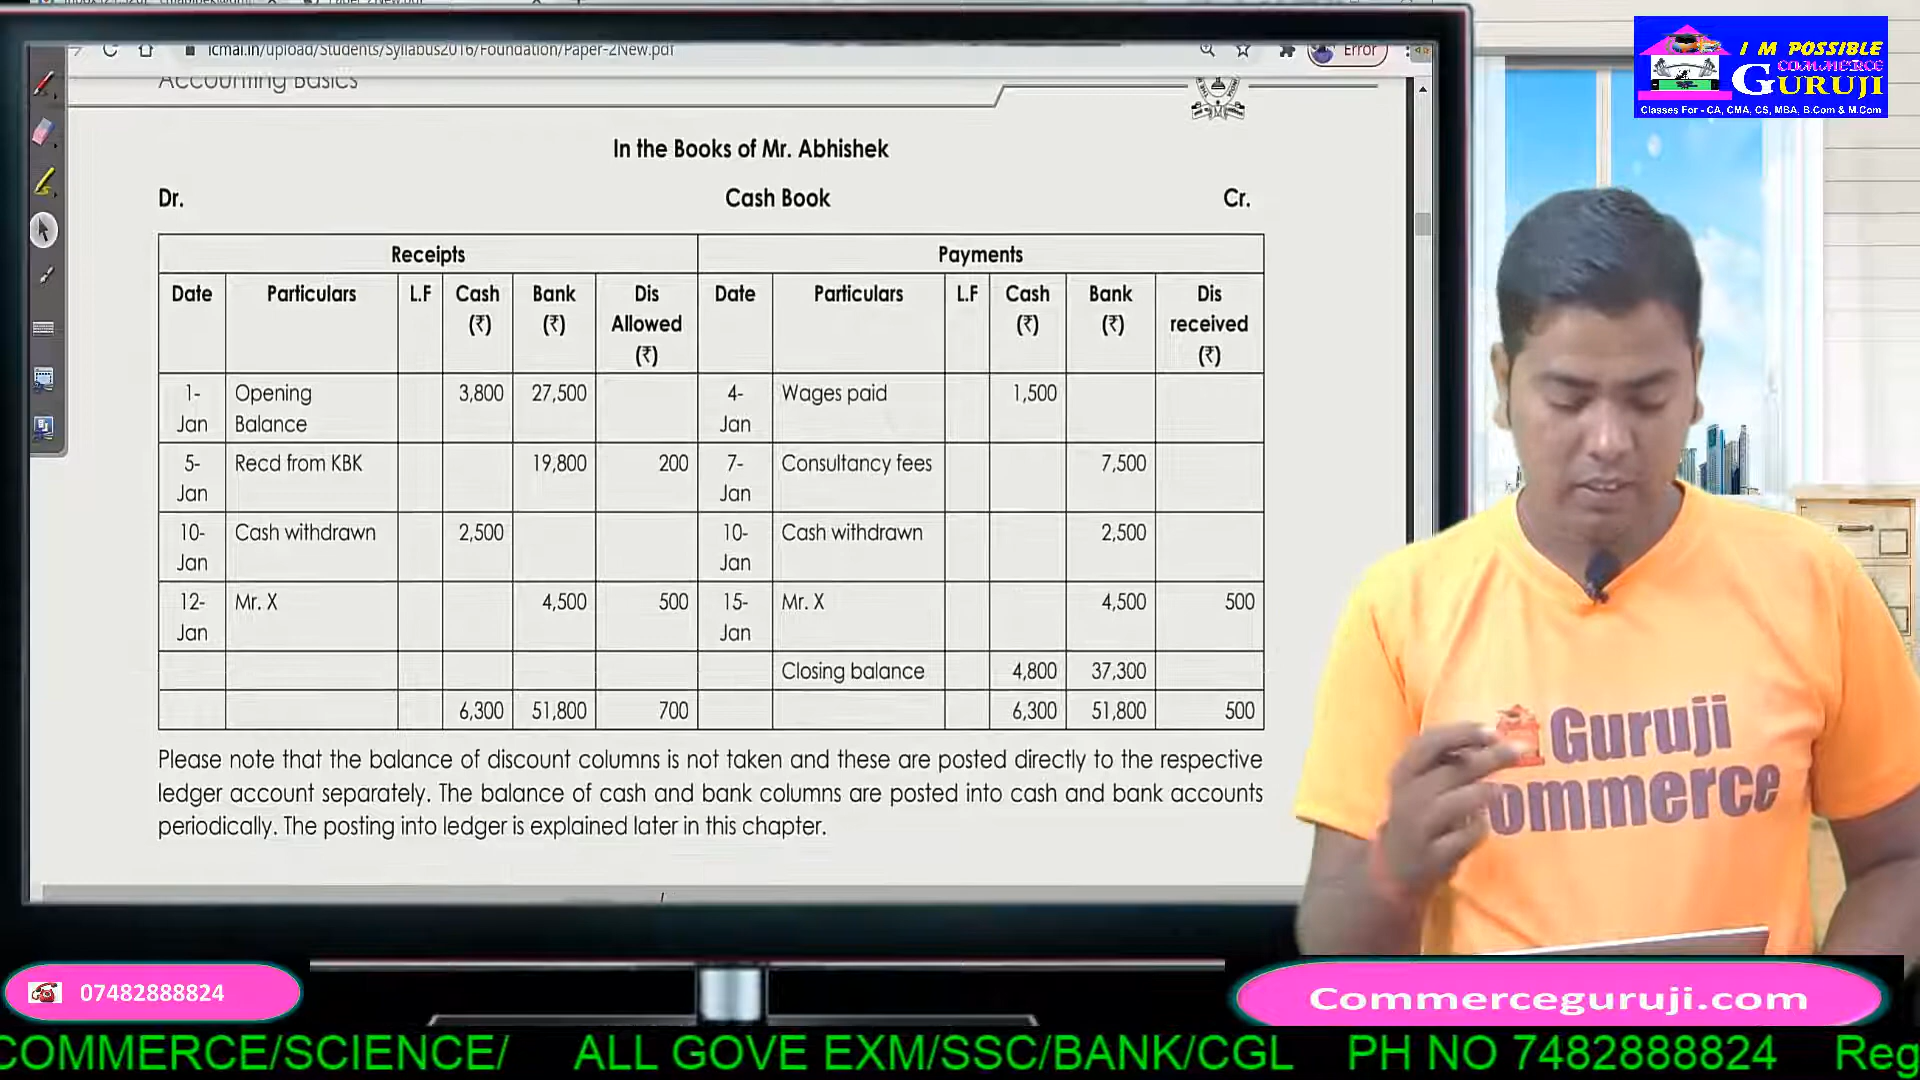 icmai.in/upload/Students/Syllabus2016/Foundation/Paper-2New.pdf
Error
Accounting Basics
In the Books of Mr. Abhishek
Dr. Cash Book Cr.
Receipts Payments
Date Particulars L.F Cash (₹) Bank (₹) Dis Allowed (₹) Date Particulars L.F Cash (₹) Bank (₹) Dis received (₹)
1-Jan Opening Balance 3,800 27,500 4-Jan Wages paid 1,500
5-Jan Recd from KBK 19,800 200 7-Jan Consultancy fees 7,500
10-Jan Cash withdrawn 2,500 10-Jan Cash withdrawn 2,500
12-Jan Mr. X 4,500 500 15-Jan Mr. X 4,500 500
Closing balance 4,800 37,300
6,300 51,800 700 6,300 51,800 500
Please note that the balance of discount columns is not taken and these are posted directly to the respective
ledger account separately. The balance of cash and bank columns are posted into cash and bank accounts
periodically. The posting into ledger is explained later in this chapter.
I M POSSIBLE
COMMERCE
GURUJI
Classes For - CA, CMA, CS, MBA, B.Com & M.Com
Guruji
ommerce
07482888824
Commerceguruji.com
COMMERCE/SCIENCE/ ALL GOVE EXM/SSC/BANK/CGL PH NO 7482888824 Reg